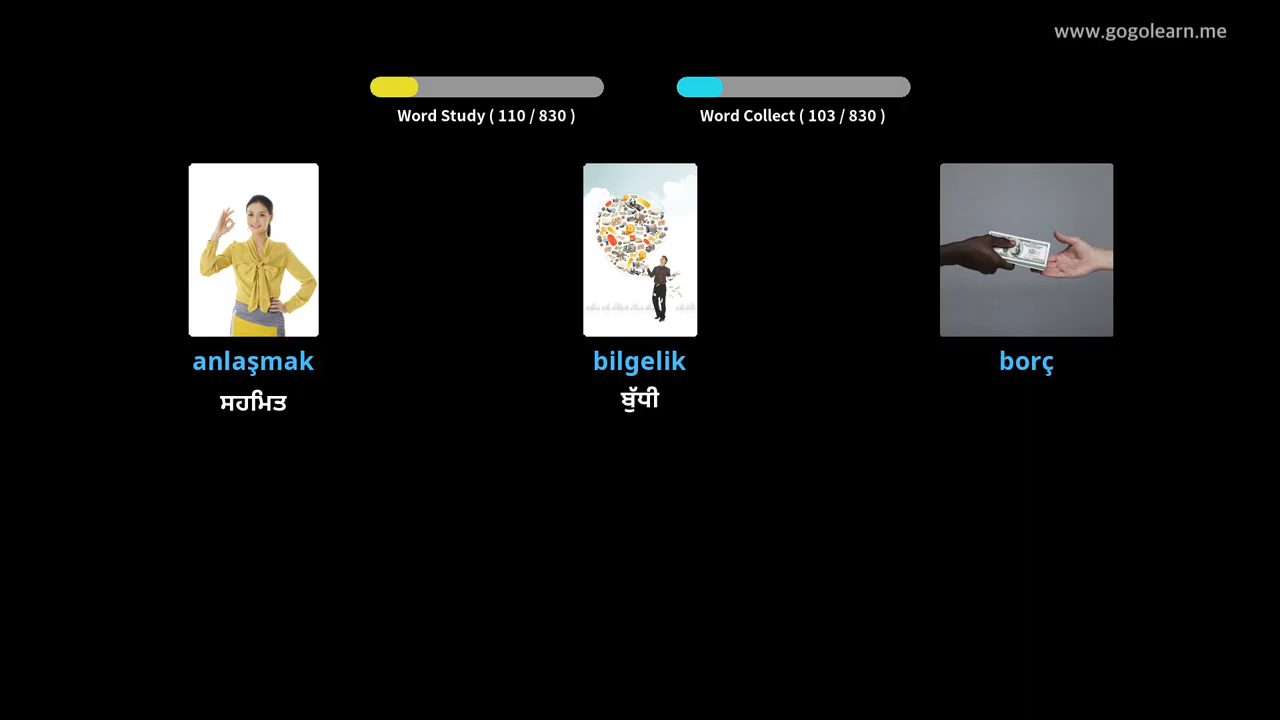 www.gogolearn.me
Word Study ( 110 / 830 )
Word Collect ( 103 / 830 )
anlaşmak
bilgelik
borç
ਸਹਮਿਤ
ਬੁੱਧੀ